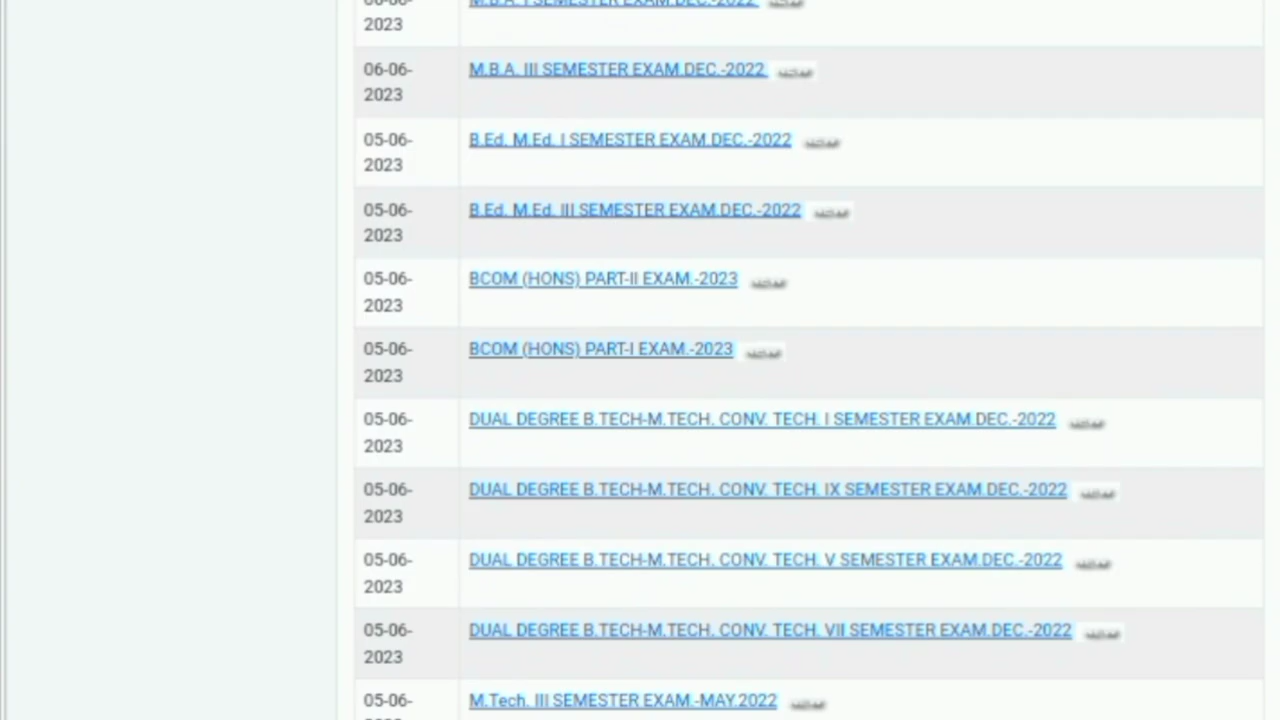 2023
06-06-
2023
M.B.A. III SEMESTER EXAM.DEC.-2022
05-06-
2023
B.Ed. M.Ed. I SEMESTER EXAM.DEC.-2022
05-06-
2023
B.Ed. M.Ed. III SEMESTER EXAM.DEC.-2022
05-06-
2023
BCOM (HONS) PART-II EXAM.-2023
05-06-
2023
BCOM (HONS) PART-I EXAM.-2023
05-06-
2023
DUAL DEGREE B.TECH-M.TECH. CONV. TECH. I SEMESTER EXAM.DEC.-2022
05-06-
2023
DUAL DEGREE B.TECH-M.TECH. CONV. TECH. IX SEMESTER EXAM.DEC.-2022
05-06-
2023
DUAL DEGREE B.TECH-M.TECH. CONV. TECH. V SEMESTER EXAM.DEC.-2022
05-06-
2023
DUAL DEGREE B.TECH-M.TECH. CONV. TECH. VII SEMESTER EXAM.DEC.-2022
05-06-
M.Tech. III SEMESTER EXAM.-MAY.2022